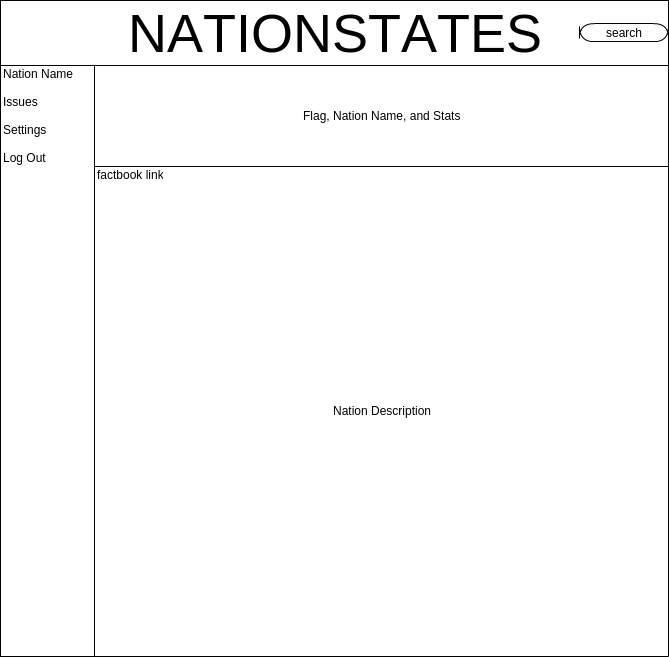 NATIONSTATES
search
Nation Name
Issues
Settings
Log Out
Flag, Nation Name, and Stats
factbook link
Nation Description